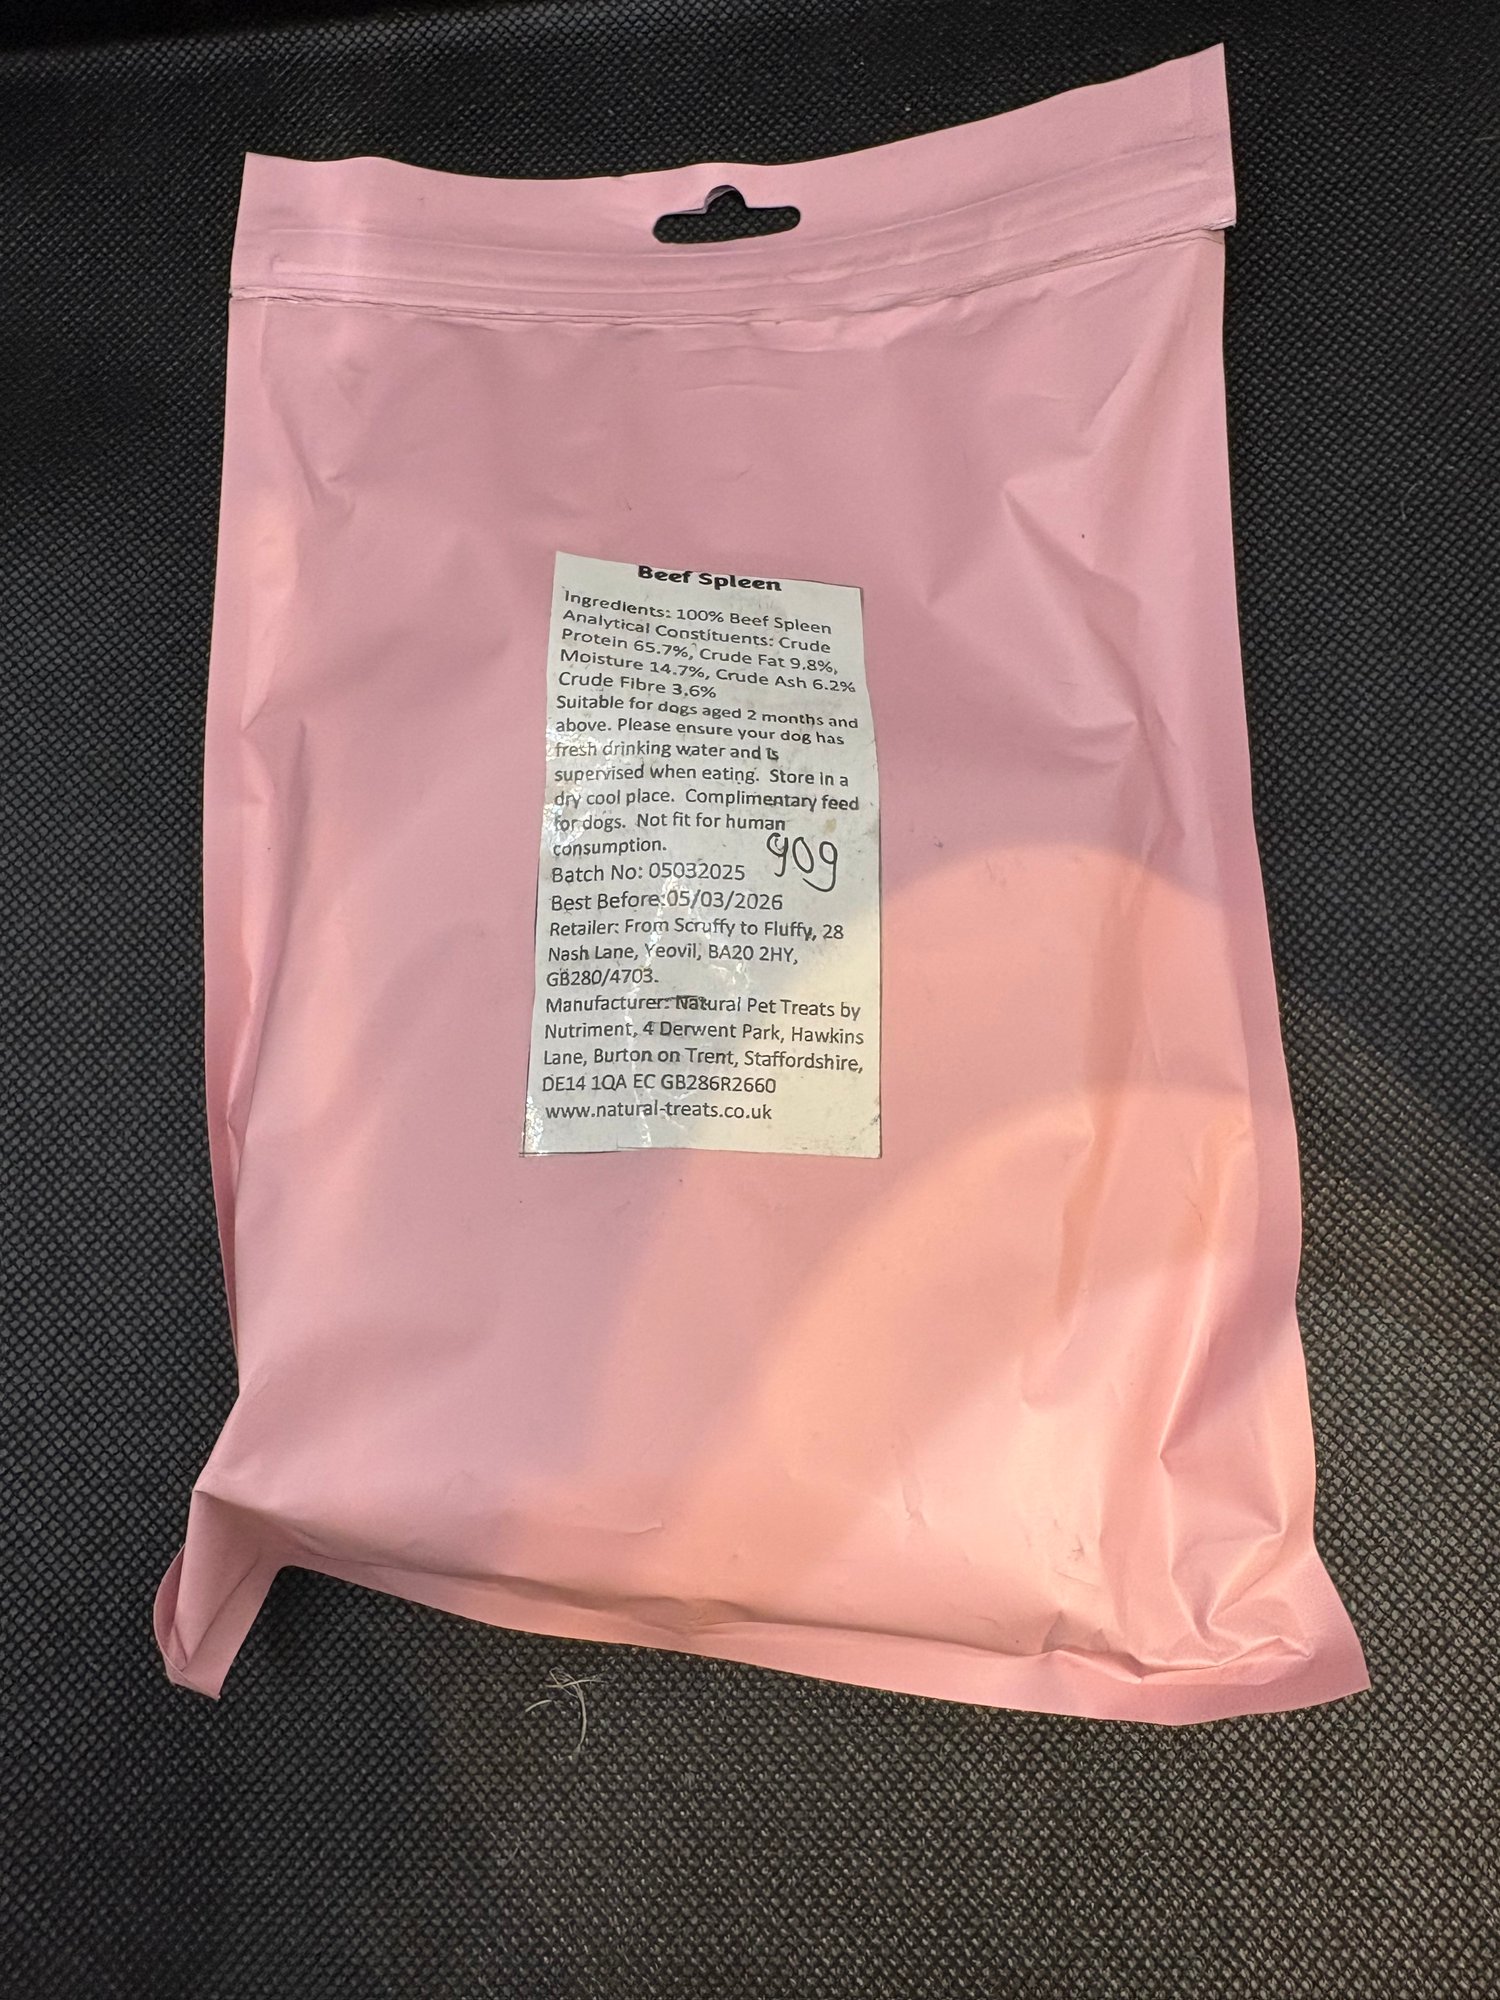 Beef Spleen
Ingredients: 100% Beef Spleen
Analytical Constituents: Crude
Protein 65.7%, Crude Fat 9.8%,
Moisture 14.7%, Crude Ash 6.2%
Crude Fibre 3.6%
Suitable for dogs aged 2 months and
above. Please ensure your dog has
fresh drinking water and is
supervised when eating. Store in a
dry cool place. Complimentary feed
for dogs. Not fit for human
consumption.
90g
Batch No: 05032025
Best Before:05/03/2026
Retailer: From Scruffy to Fluffy, 28
Nash Lane, Yeovil, BA20 2HY,
GB280/4703.
Manufacturer: Natural Pet Treats by
Nutriment, 4 Derwent Park, Hawkins
Lane, Burton on Trent, Staffordshire,
DE14 1QA EC GB286R2660
www.natural-treats.co.uk